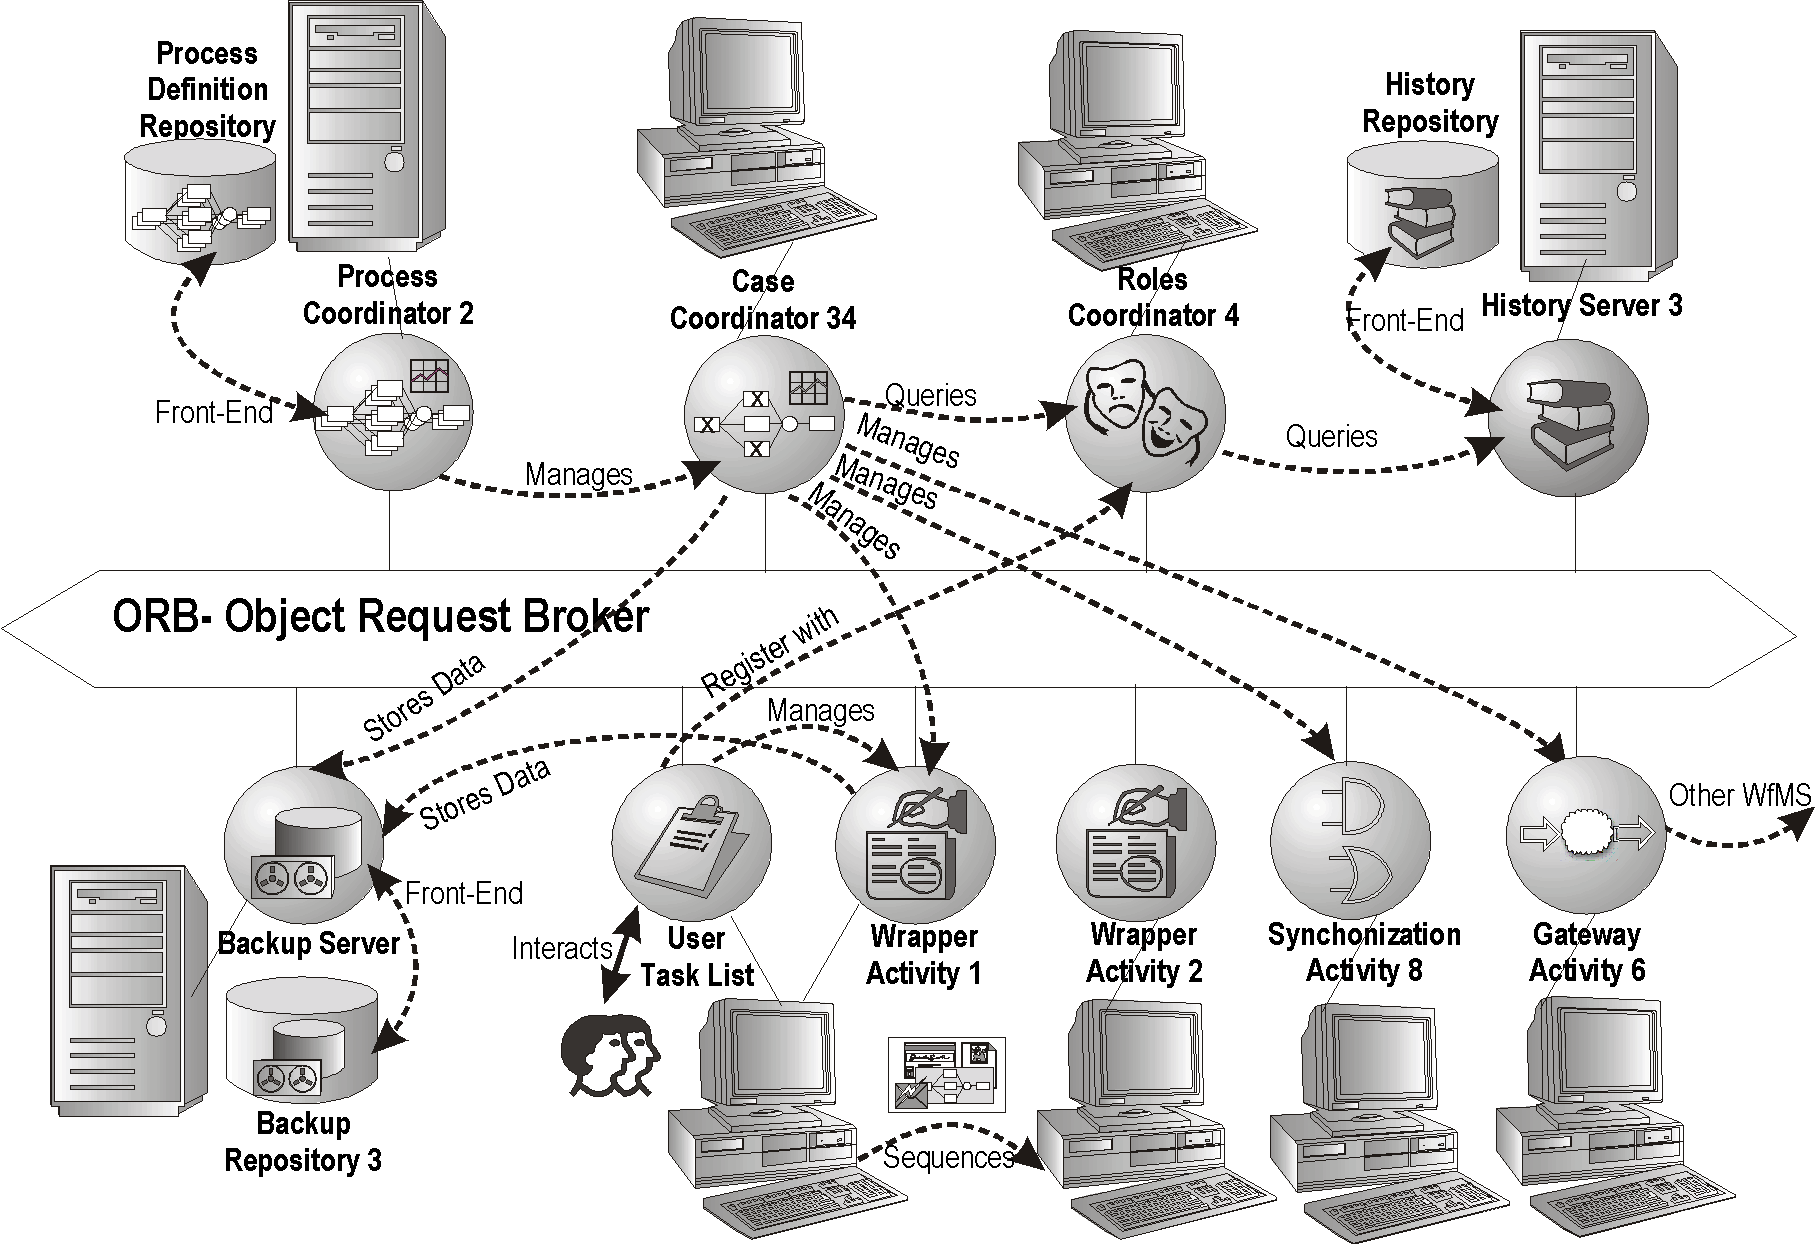 Process
Definition
Repository
History
Repository
Process
Coordinator 2
Case
Coordinator 34
Roles
Coordinator 4
History Server 3
Front-End
Front-End
Queries
Manages
Manages
Manages
Queries
Manages
X
X
X
ORB- Object Request Broker
Stores Data
Register with
Manages
Stores Data
Other WfMS
Front-End
Interacts
Backup Server
User
Task List
Wrapper
Activity 1
Wrapper
Activity 2
Synchonization
Activity 8
Gateway
Activity 6
Backup
Repository 3
Sequences